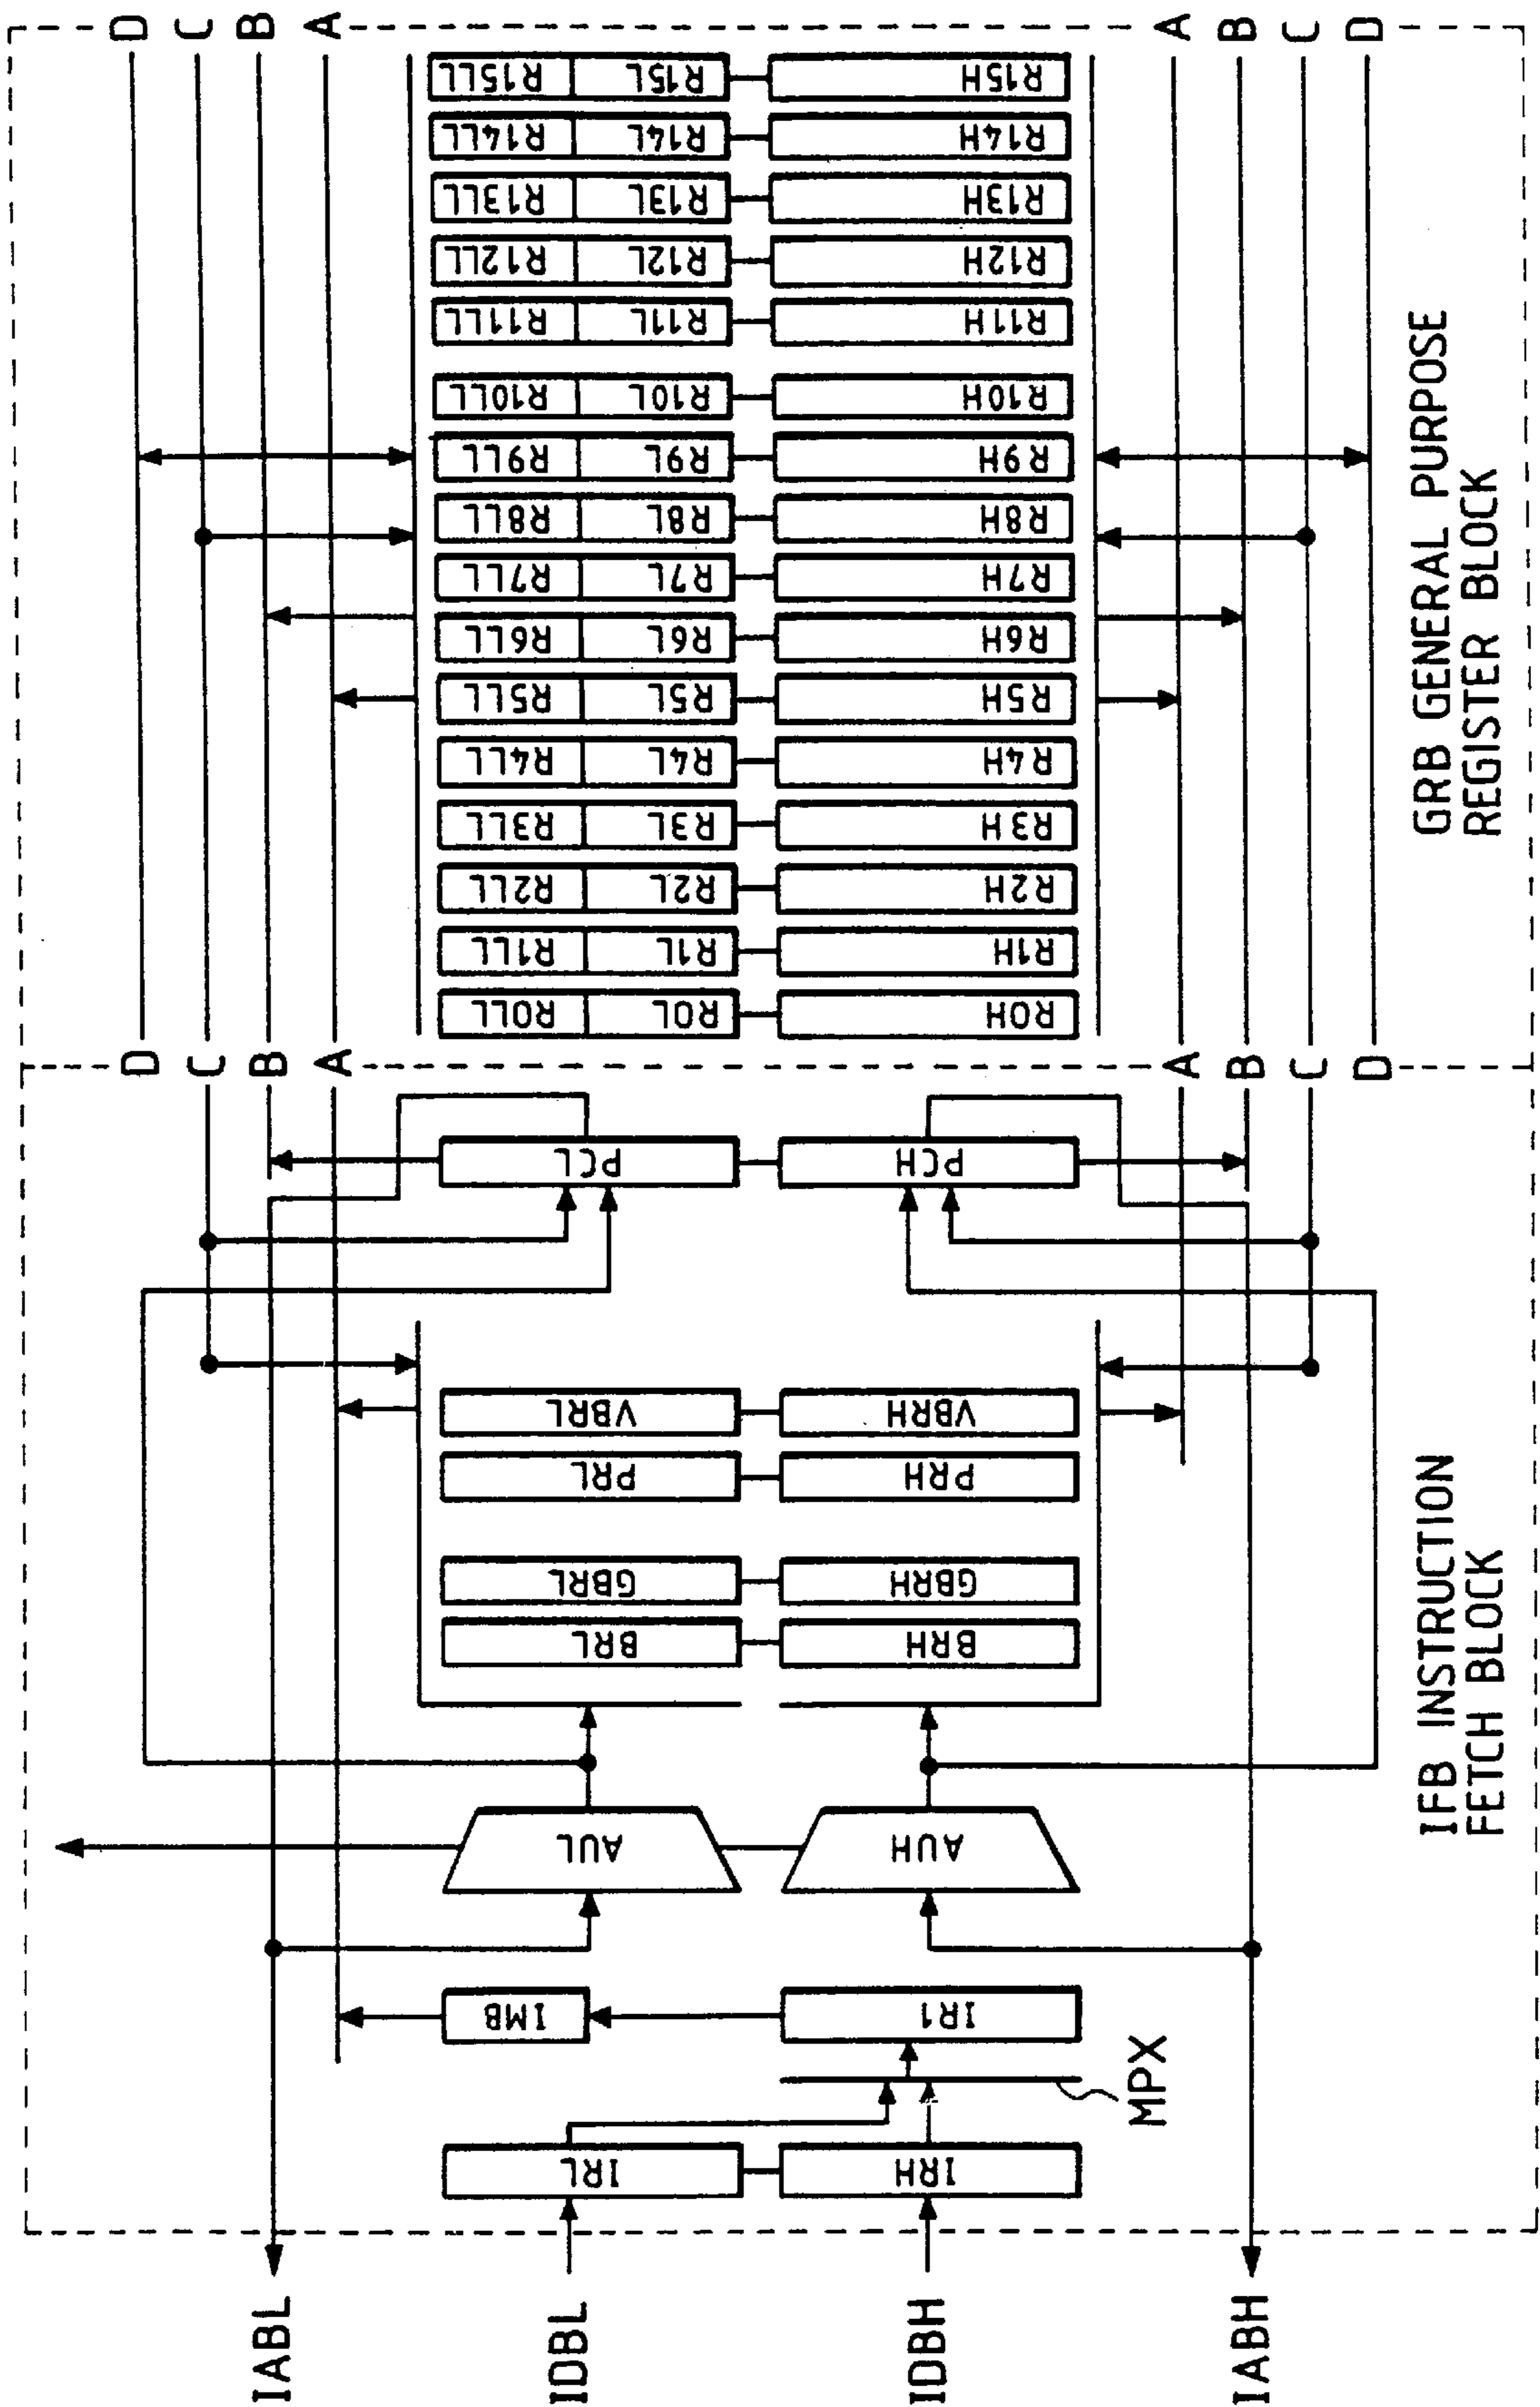 IABL
IDBL
IDBH
IABH
IRL
IRH
MPX
IMB
IR1
AUL
AUH
BRL
BRH
GBRL
GBRH
PRL
PRH
VBRL
VBRH
PCL
PCH
IFB INSTRUCTION
FETCH BLOCK
D
C
B
A
A
B
C
D
R0LL R0L R0H
R1LL R1L R1H
R2LL R2L R2H
R3LL R3L R3H
R4LL R4L R4H
R5LL R5L R5H
R6LL R6L R6H
R7LL R7L R7H
R8LL R8L R8H
R9LL R9L R9H
R10LL R10L R10H
R11LL R11L R11H
R12LL R12L R12H
R13LL R13L R13H
R14LL R14L R14H
R15LL R15L R15H
GRB GENERAL PURPOSE
REGISTER BLOCK
D
C
B
A
A
B
C
D